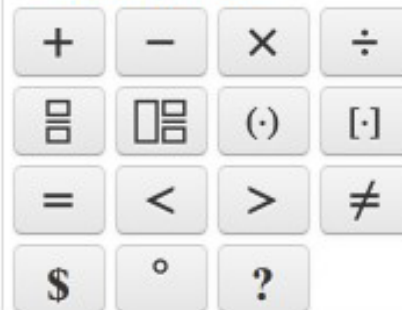 + − × ÷
(·) [·]
= < > ≠
$ ° ?